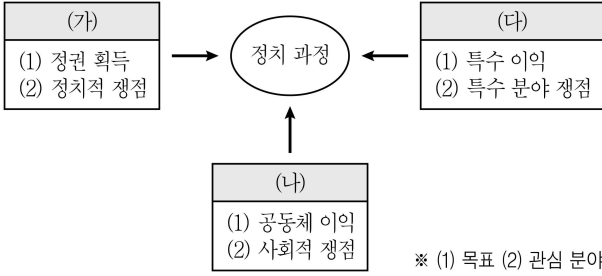 (가)
(1) 정권 획득
(2) 정치적 쟁점
정치 과정
(다)
(1) 특수 이익
(2) 특수 분야 쟁점
(나)
(1) 공동체 이익
(2) 사회적 쟁점
※ (1) 목표 (2) 관심 분야